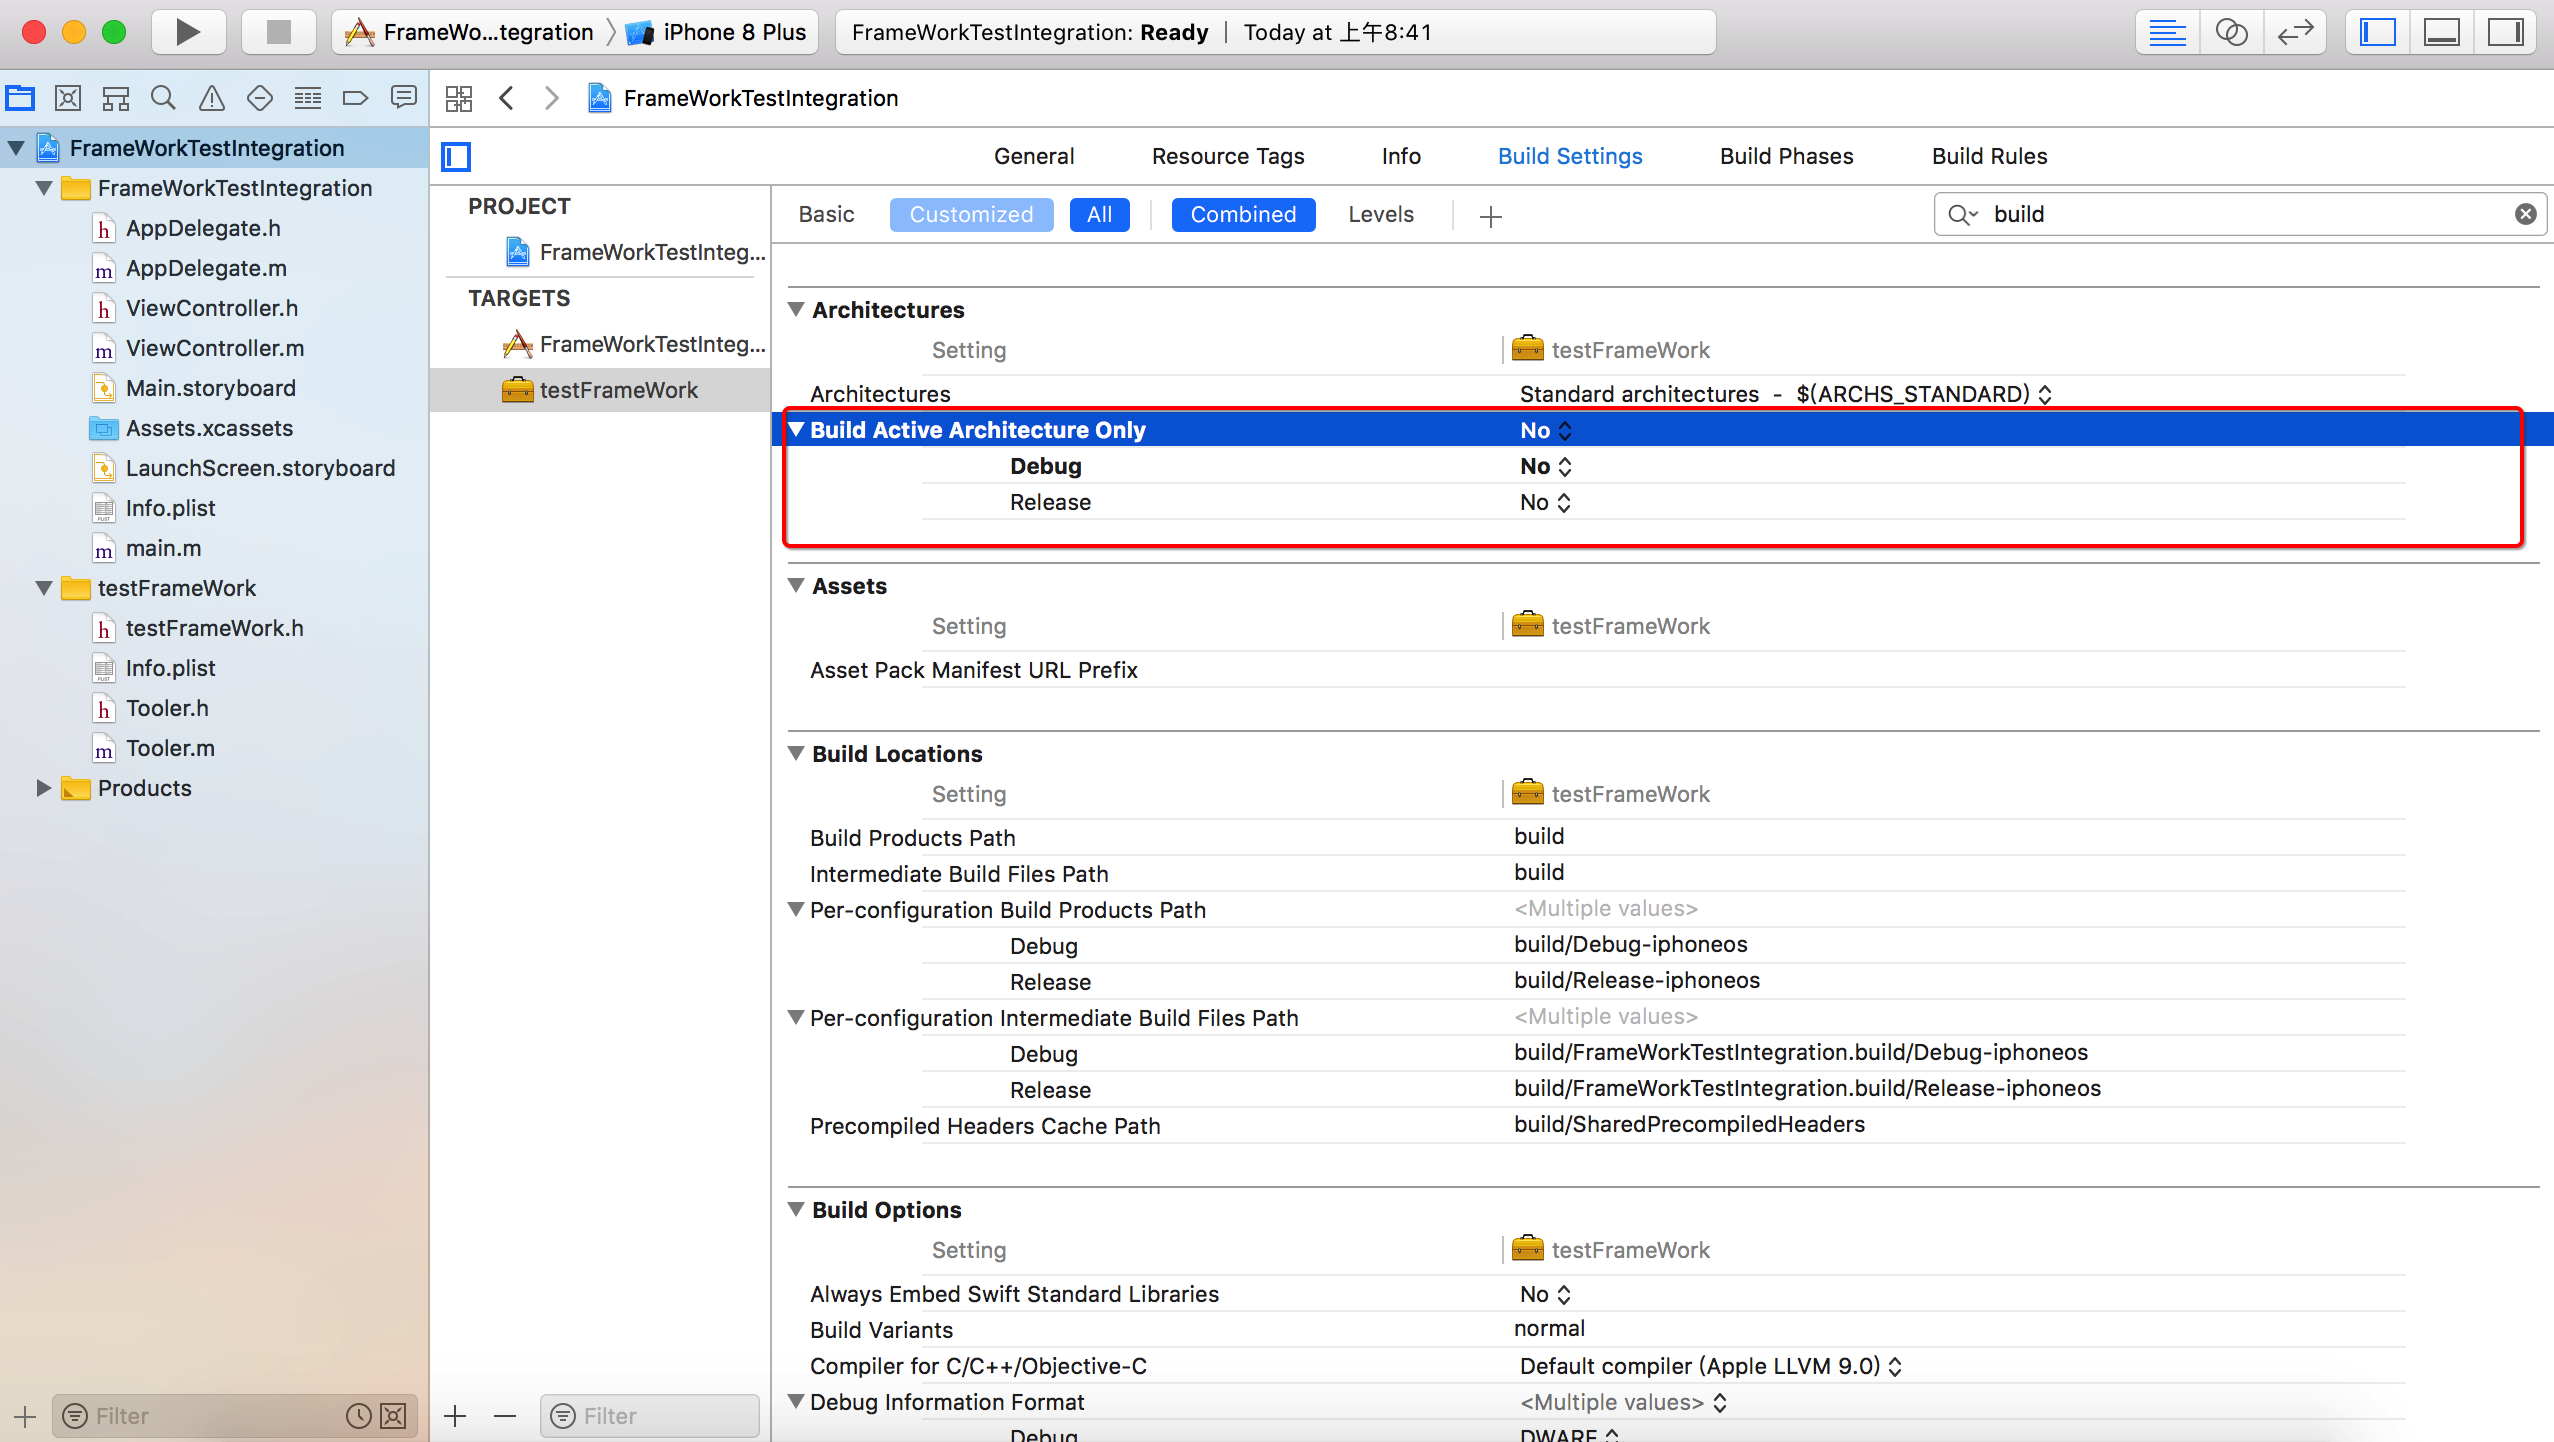 FrameWo...tegration
iPhone 8 Plus
FrameWorkTestIntegration: Ready | Today at 上午8:41
FrameWorkTestIntegration
FrameWorkTestIntegration
FrameWorkTestIntegration
AppDelegate.h
AppDelegate.m
ViewController.h
ViewController.m
Main.storyboard
Assets.xcassets
LaunchScreen.storyboard
Info.plist
main.m
testFrameWork
testFrameWork.h
Info.plist
Tooler.h
Tooler.m
Products
Filter
General
Resource Tags
Info
Build Settings
Build Phases
Build Rules
PROJECT
FrameWorkTestInteg...
TARGETS
FrameWorkTestInteg...
testFrameWork
Filter
Basic
Customized
All
Combined
Levels
build
Architectures
Setting
testFrameWork
Architectures
Standard architectures - $(ARCHS_STANDARD)
Build Active Architecture Only
No
Debug
No
Release
No
Assets
Setting
testFrameWork
Asset Pack Manifest URL Prefix
Build Locations
Setting
testFrameWork
Build Products Path
build
Intermediate Build Files Path
build
Per-configuration Build Products Path
<Multiple values>
Debug
build/Debug-iphoneos
Release
build/Release-iphoneos
Per-configuration Intermediate Build Files Path
<Multiple values>
Debug
build/FrameWorkTestIntegration.build/Debug-iphoneos
Release
build/FrameWorkTestIntegration.build/Release-iphoneos
Precompiled Headers Cache Path
build/SharedPrecompiledHeaders
Build Options
Setting
testFrameWork
Always Embed Swift Standard Libraries
No
Build Variants
normal
Compiler for C/C++/Objective-C
Default compiler (Apple LLVM 9.0)
Debug Information Format
<Multiple values>
Debug
DWARF